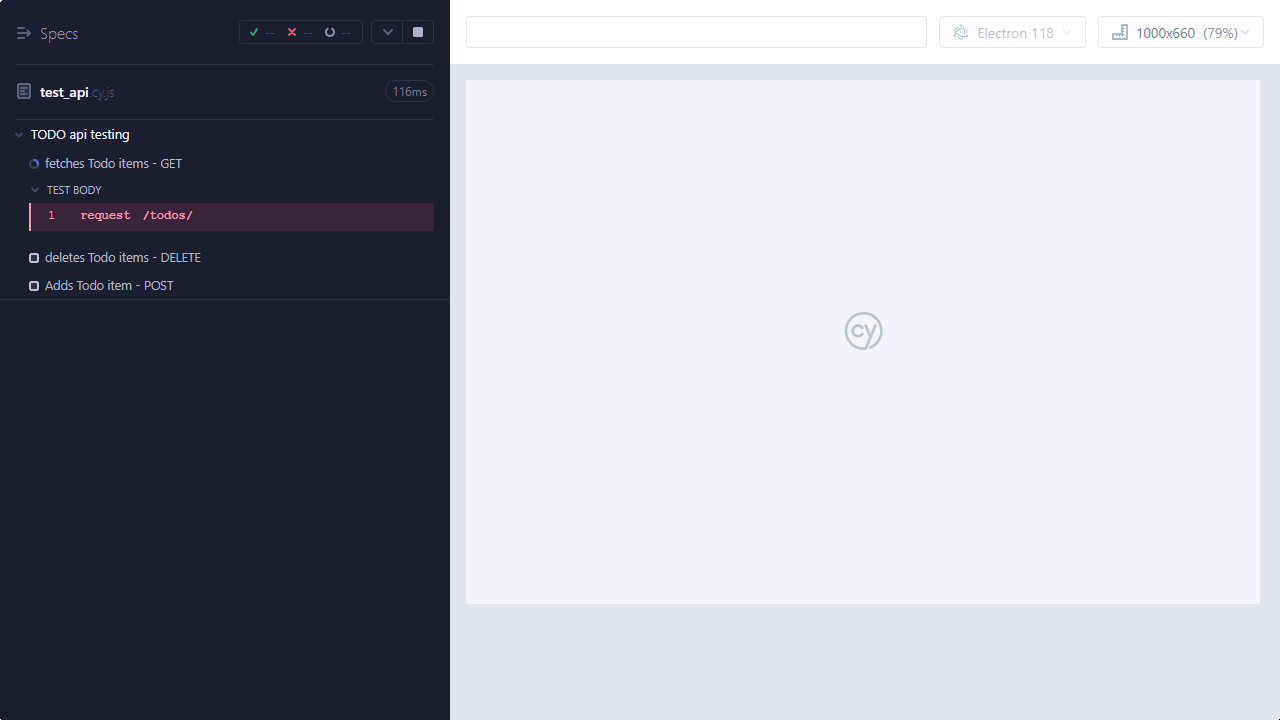 Specs
-- -- --
Electron 118
1000x660 (79%)
test_api.cy.js
116ms
TODO api testing
fetches Todo items - GET
TEST BODY
1 request /todos/
deletes Todo items - DELETE
Adds Todo item - POST
cy